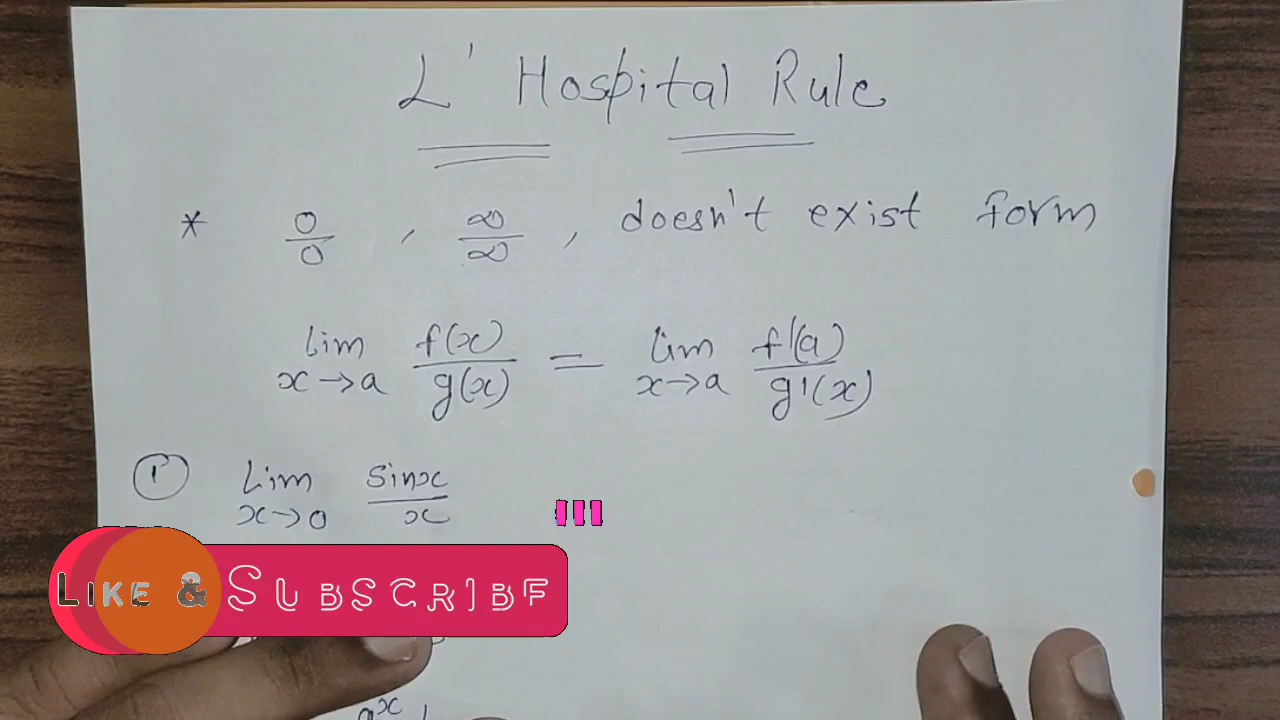 L' Hospital Rule
* 0/0 , ∞/∞ , doesn't exist form
lim x→a f(x)/g(x) = lim x→a f'(a)/g'(x)
① Lim x→0 sinx/x
LIKE & SUBSCRIBE
a^x